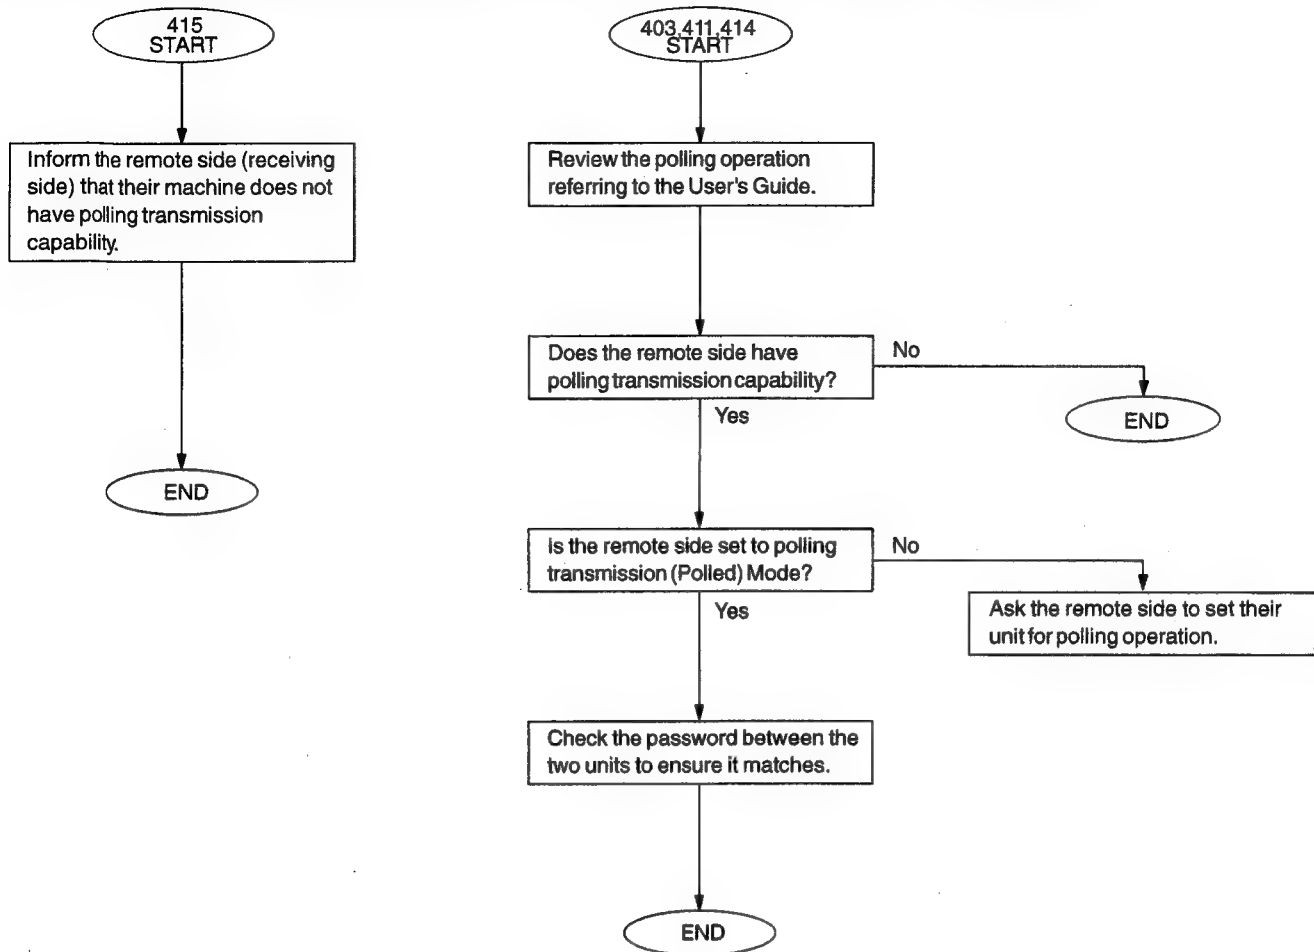 415
START
Inform the remote side (receiving
side) that their machine does not
have polling transmission
capability.
END
403,411,414
START
Review the polling operation
referring to the User's Guide.
Does the remote side have
polling transmission capability?
No
END
Yes
Is the remote side set to polling
transmission (Polled) Mode?
No
Ask the remote side to set their
unit for polling operation.
Yes
Check the password between the
two units to ensure it matches.
END